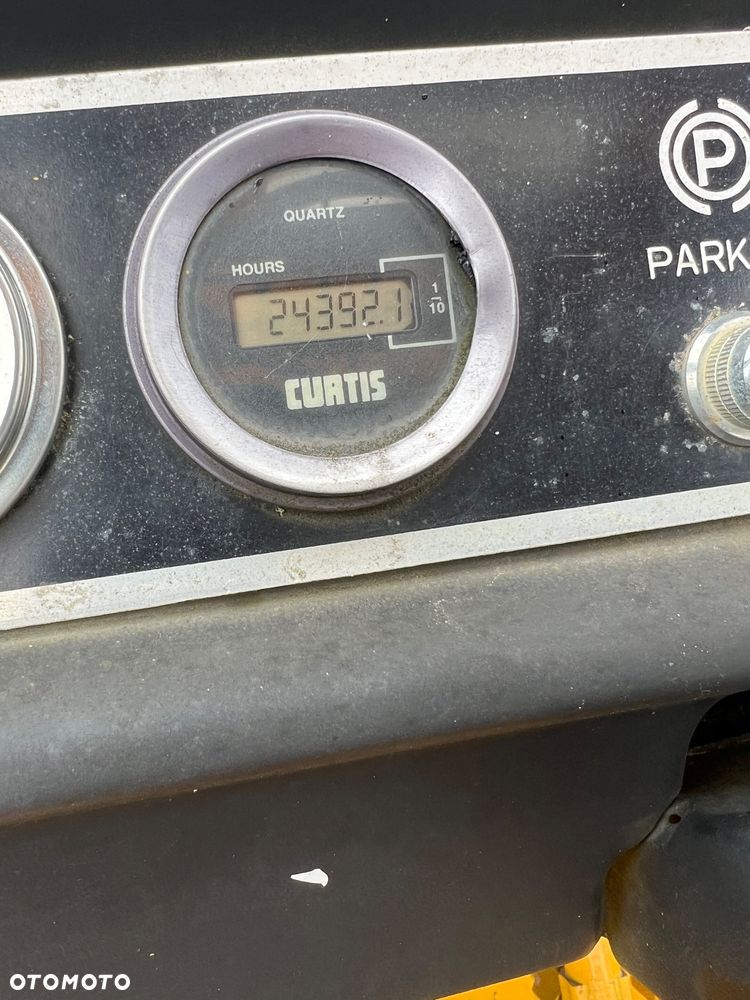 QUARTZ
HOURS
1
10
24392.1
CURTIS
P
PARK
OTOMOTO